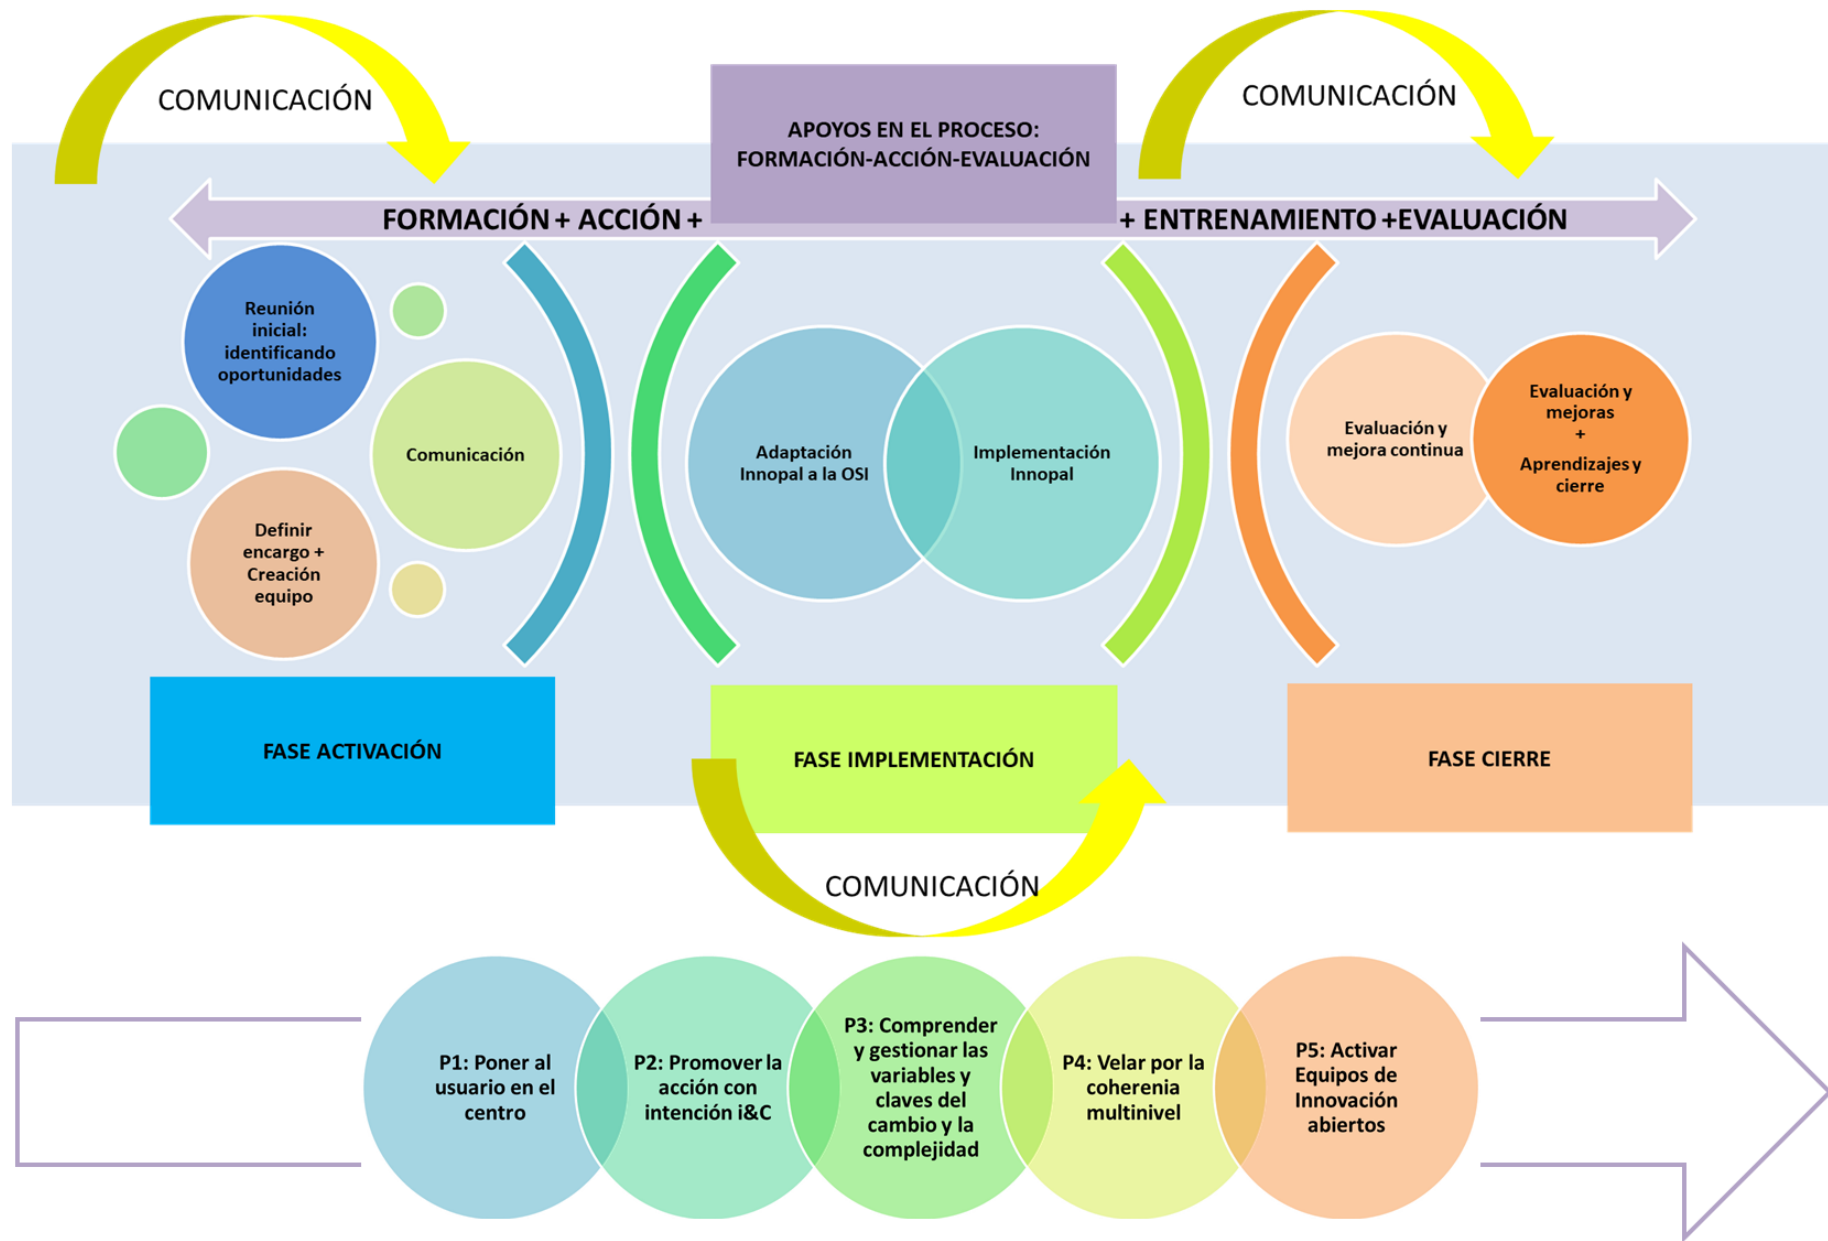 COMUNICACIÓN
COMUNICACIÓN
APOYOS EN EL PROCESO:
FORMACIÓN-ACCIÓN-EVALUACIÓN
FORMACIÓN + ACCIÓN +
+ ENTRENAMIENTO +EVALUACIÓN
Reunión
inicial:
identificando
oportunidades
Comunicación
Definir
encargo +
Creación
equipo
Adaptación
Innopal a la OSI
Implementación
Innopal
Evaluación y
mejora continua
Evaluación y
mejoras
+
Aprendizajes y
cierre
FASE ACTIVACIÓN
FASE IMPLEMENTACIÓN
FASE CIERRE
COMUNICACIÓN
P1: Poner al
usuario en el
centro
P2: Promover la
acción con
intención i&C
P3: Comprender
y gestionar las
variables y
claves del
cambio y la
complejidad
P4: Velar por la
coherenia
multinivel
P5: Activar
Equipos de
Innovación
abiertos